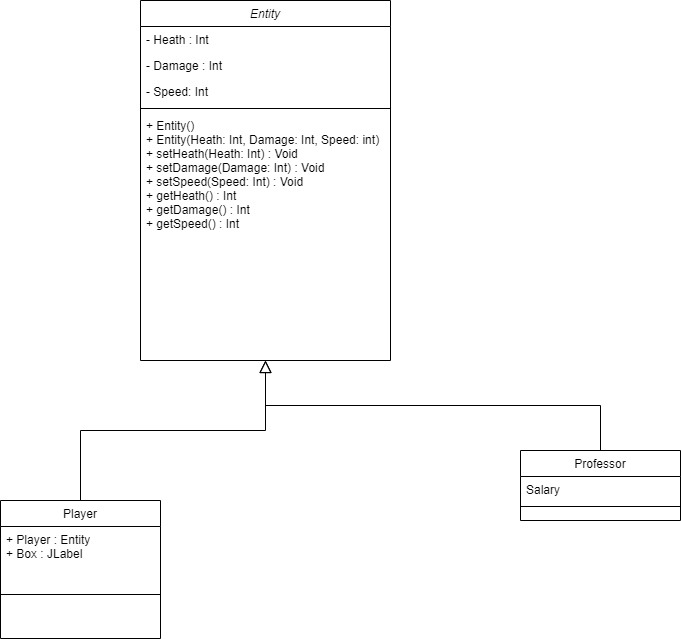 Entity
- Heath : Int
- Damage : Int
- Speed: Int
+ Entity()
+ Entity(Heath: Int, Damage: Int, Speed: int)
+ setHeath(Heath: Int) : Void
+ setDamage(Damage: Int) : Void
+ setSpeed(Speed: Int) : Void
+ getHeath() : Int
+ getDamage() : Int
+ getSpeed() : Int
Professor
Salary
Player
+ Player : Entity
+ Box : JLabel